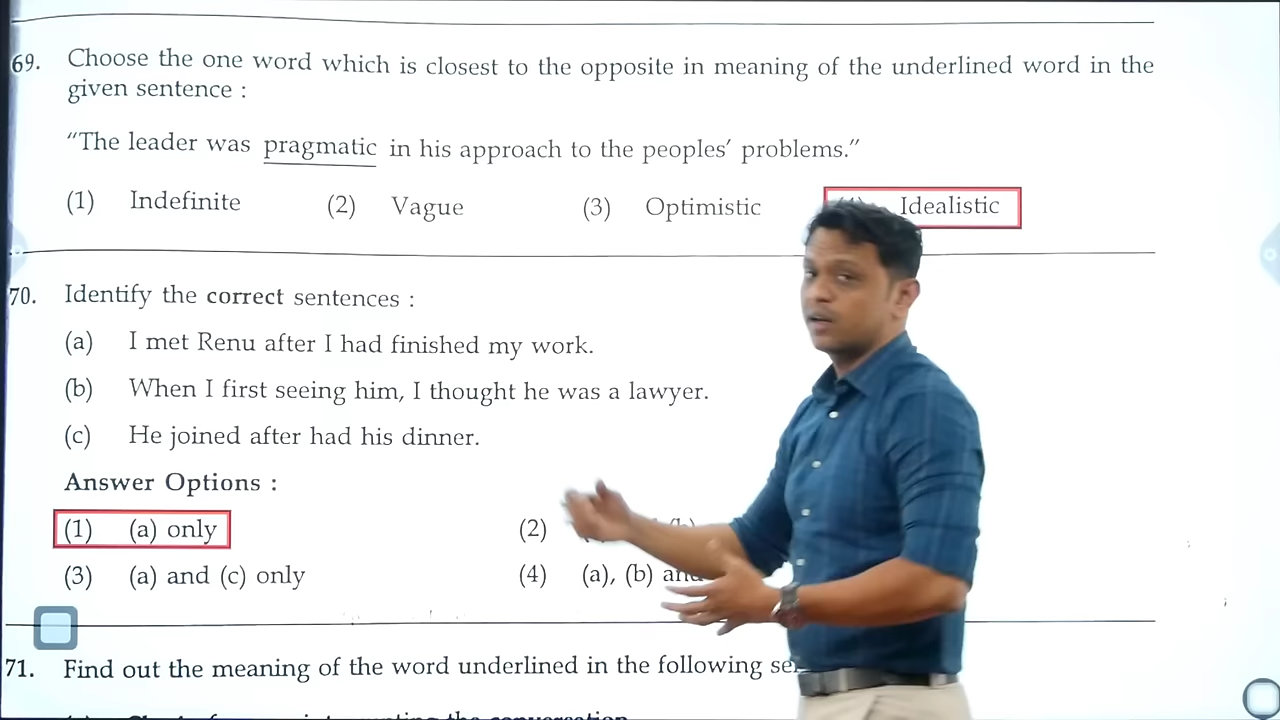 69. Choose the one word which is closest to the opposite in meaning of the underlined word in the
given sentence :
“The leader was pragmatic in his approach to the peoples’ problems.”
(1) Indefinite (2) Vague (3) Optimistic Idealistic
70. Identify the correct sentences :
(a) I met Renu after I had finished my work.
(b) When I first seeing him, I thought he was a lawyer.
(c) He joined after had his dinner.
Answer Options :
(1) (a) only (2) (b)
(3) (a) and (c) only (4) (a), (b) and
71. Find out the meaning of the word underlined in the following
the conversation